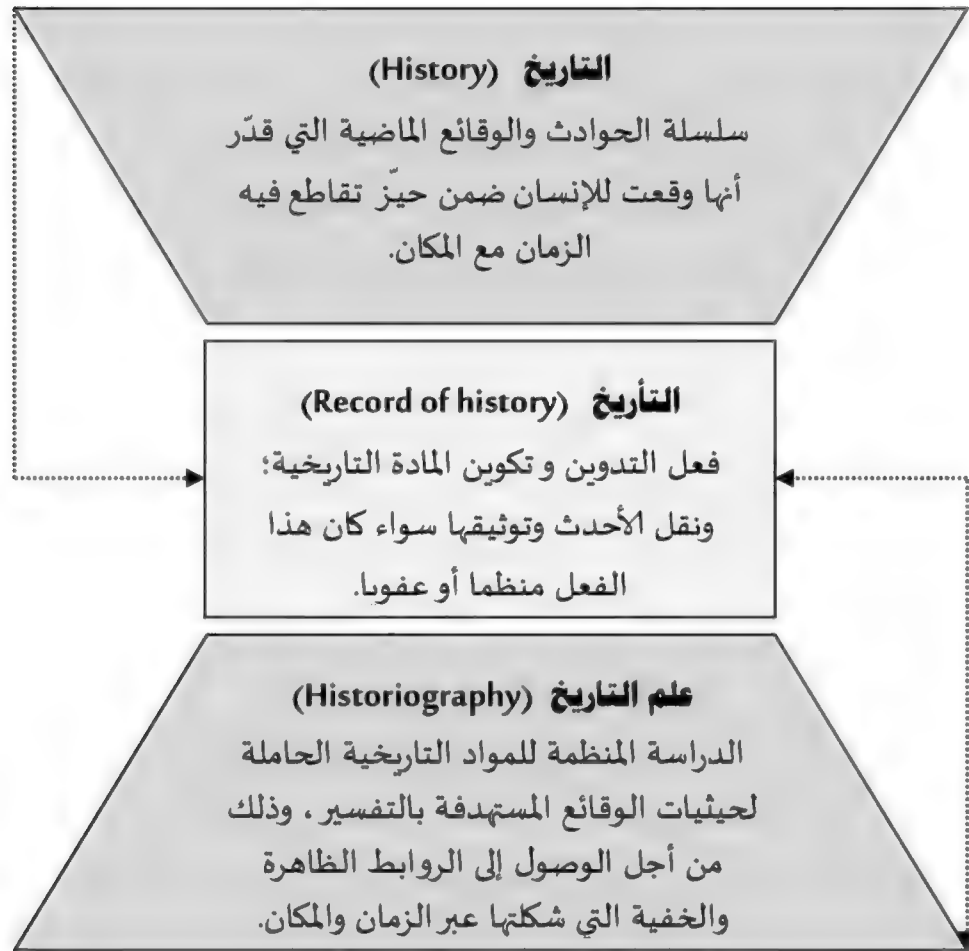 التاريخ (History)
سلسلة الحوادث والوقائع الماضية التي قدّر
أنها وقعت للإنسان ضمن حيّز تقاطع فيه
الزمان مع المكان.
التأريخ (Record of history)
فعل التدوين و تكوين المادة التاريخية؛
ونقل الأحدث وتوثيقها سواء كان هذا
الفعل منظما أو عفويا.
علم التاريخ (Historiography)
الدراسة المنظمة للمواد التاريخية الحاملة
لحيثيات الوقائع المستهدفة بالتفسير ، وذلك
من أجل الوصول إلى الروابط الظاهرة
والخفية التي شكلتها عبر الزمان والمكان.